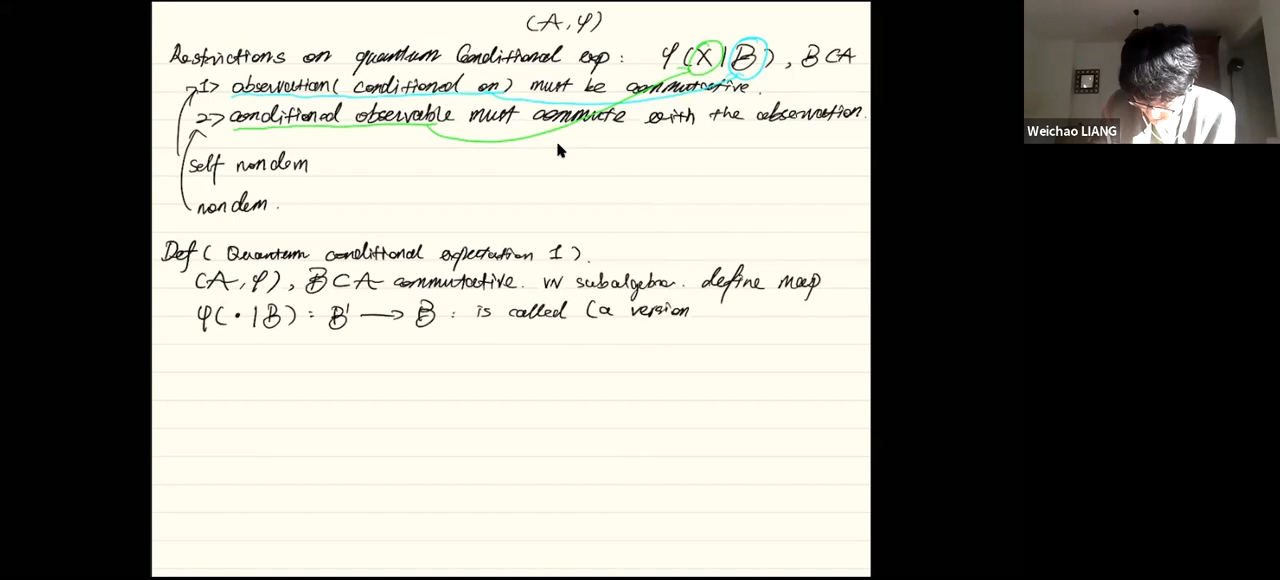 (A, φ)
Restrictions on quantum Conditional exp : φ(X|B), B⊂A
1> observation( conditional on) must be commutative.
2> conditional observable must commute with the observation.
self nondem
nondem.
Def ( Quantum conditional expectation 1 ).
(A, φ), B⊂A commutative. vN subalgebra. define map
φ(·|B) : B' → B : is called (a version
Weichao LIANG